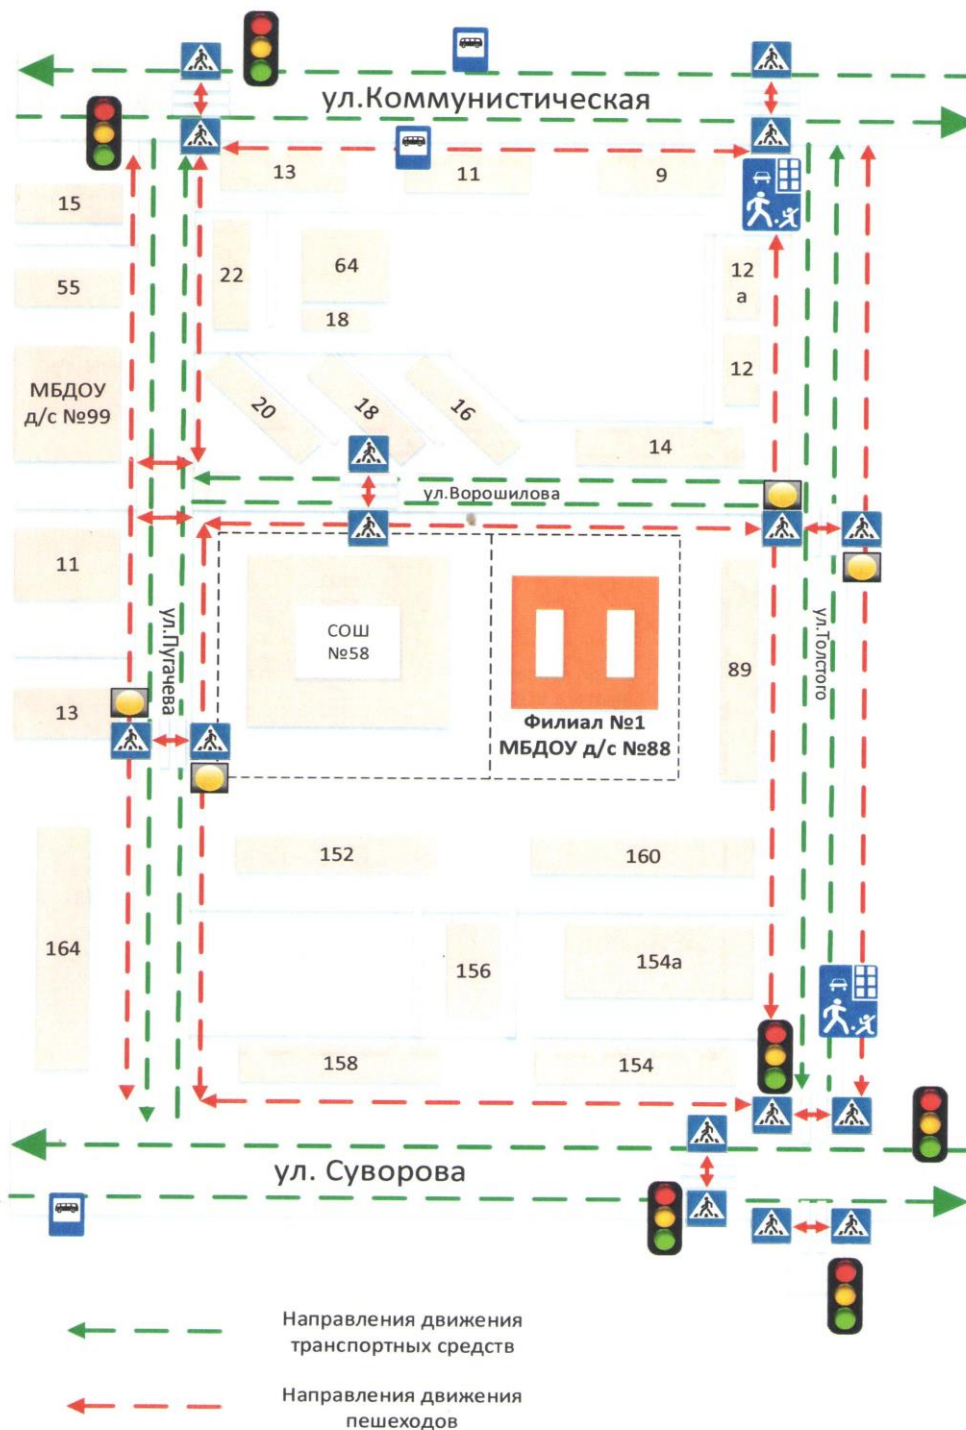 ул.Коммунистическая
13
11
9
15
22
64
12
а
55
18
12
МБДОУ
д/с №99
20
18
16
14
ул.Ворошилова
11
ул.Пугачева
СОШ
№58
ул.Толстого
89
13
Филиал №1
МБДОУ д/с №88
152
160
164
156
154а
158
154
ул. Суворова
Направления движения
транспортных средств
Направления движения
пешеходов